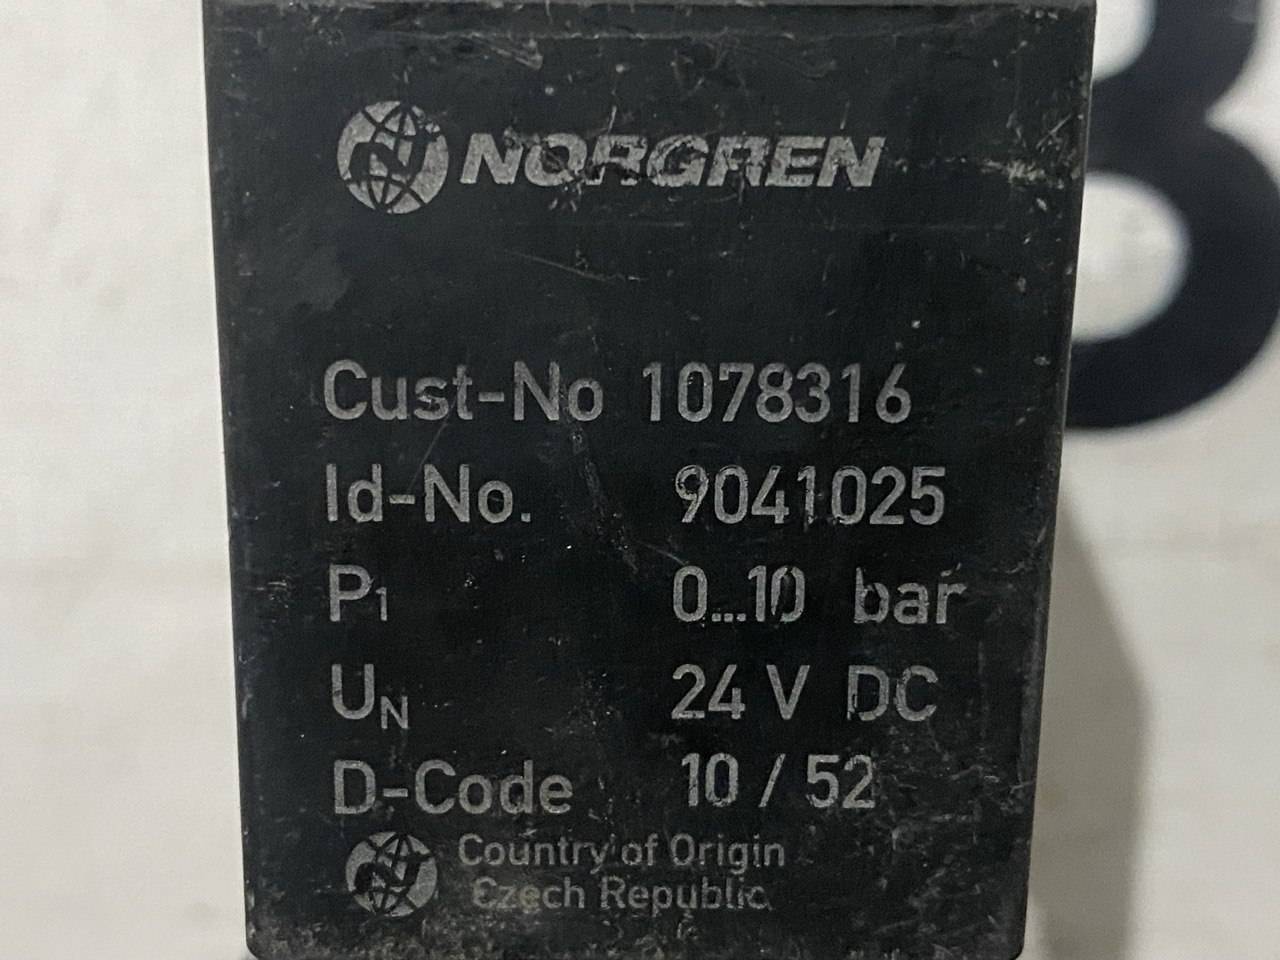 NORGREN
Cust-No 1078316
Id-No. 9041025
P1 0...10 bar
UN 24 V DC
D-Code 10 / 52
Country of Origin
Czech Republic